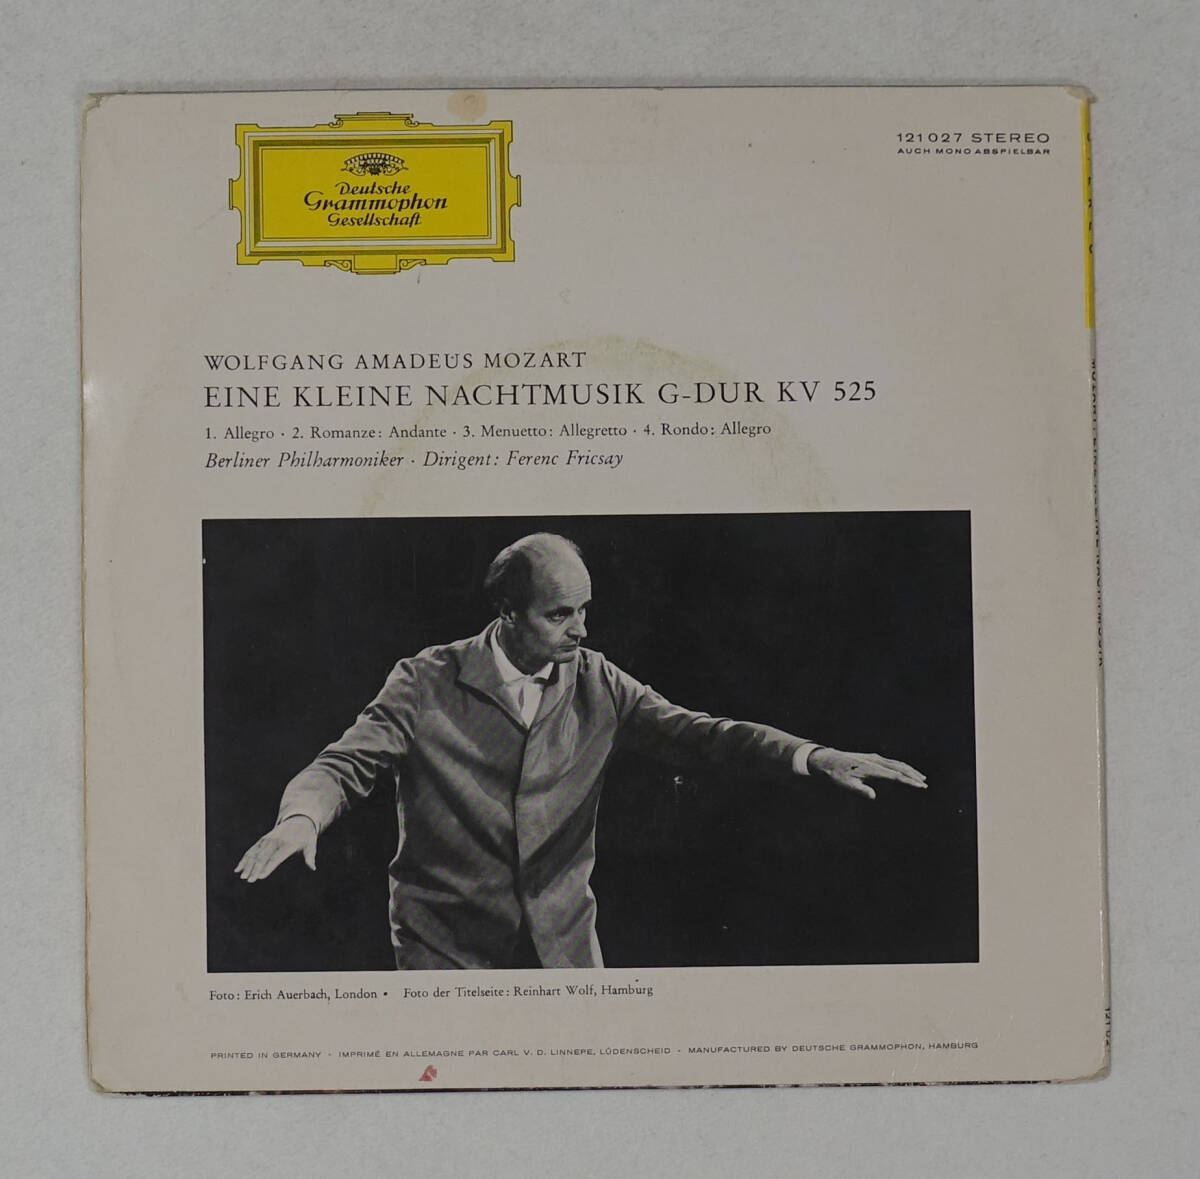 Deutsche
Grammophon
Gesellschaft
121 027 STEREO
AUCH MONO ABSPIELBAR
WOLFGANG AMADEUS MOZART
EINE KLEINE NACHTMUSIK G-DUR KV 525
1. Allegro · 2. Romanze: Andante · 3. Menuetto: Allegretto · 4. Rondo: Allegro
Berliner Philharmoniker · Dirigent: Ferenc Fricsay
Foto: Erich Auerbach, London • Foto der Titelseite: Reinhart Wolf, Hamburg
PRINTED IN GERMANY · IMPRIMÉ EN ALLEMAGNE PAR CARL V. D. LINNEPE, LÜDENSCHEID · MANUFACTURED BY DEUTSCHE GRAMMOPHON, HAMBURG